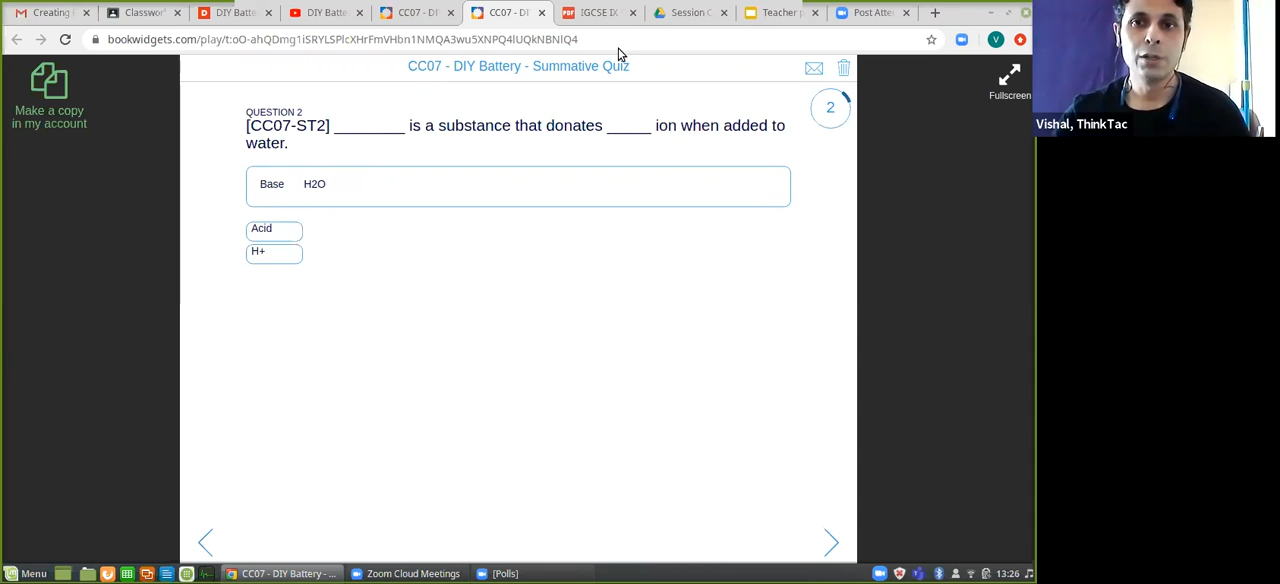 Creating
Classwor
DIY Batte
DIY Batte
CC07 - DI
CC07 - DI
IGCSE IX
Session C
Teacher p
Post Atte
bookwidgets.com/play/t:oO-ahQDmg1iSRYLSPlcXHrFmVHbn1NMQA3wu5XNPQ4lUQkNBNlQ4
V
Make a copy
in my account
CC07 - DIY Battery - Summative Quiz
Fullscreen
Vishal, ThinkTac
QUESTION 2
2
[CC07-ST2] ________ is a substance that donates _____ ion when added to
water.
Base H2O
Acid
H+
Menu
CC07 - DIY Battery - ...
Zoom Cloud Meetings
[Polls]
13:26